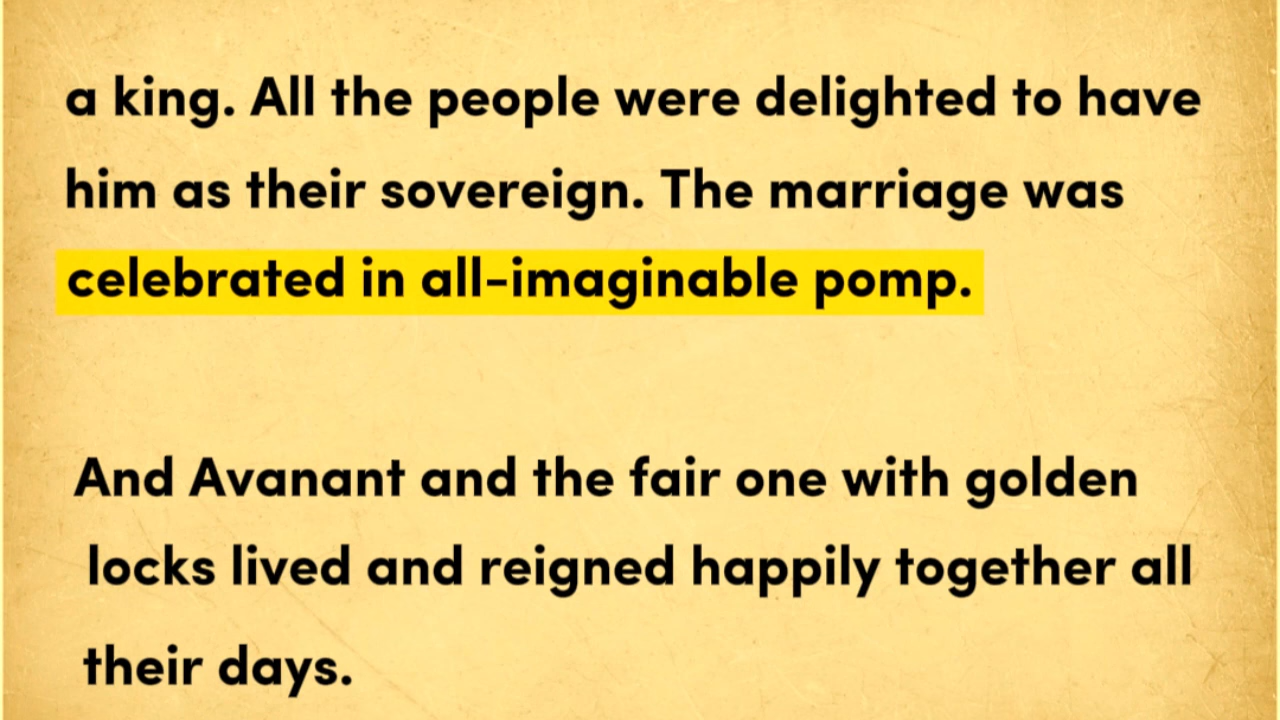 a king. All the people were delighted to have
him as their sovereign. The marriage was
celebrated in all-imaginable pomp.
And Avanant and the fair one with golden
locks lived and reigned happily together all
their days.